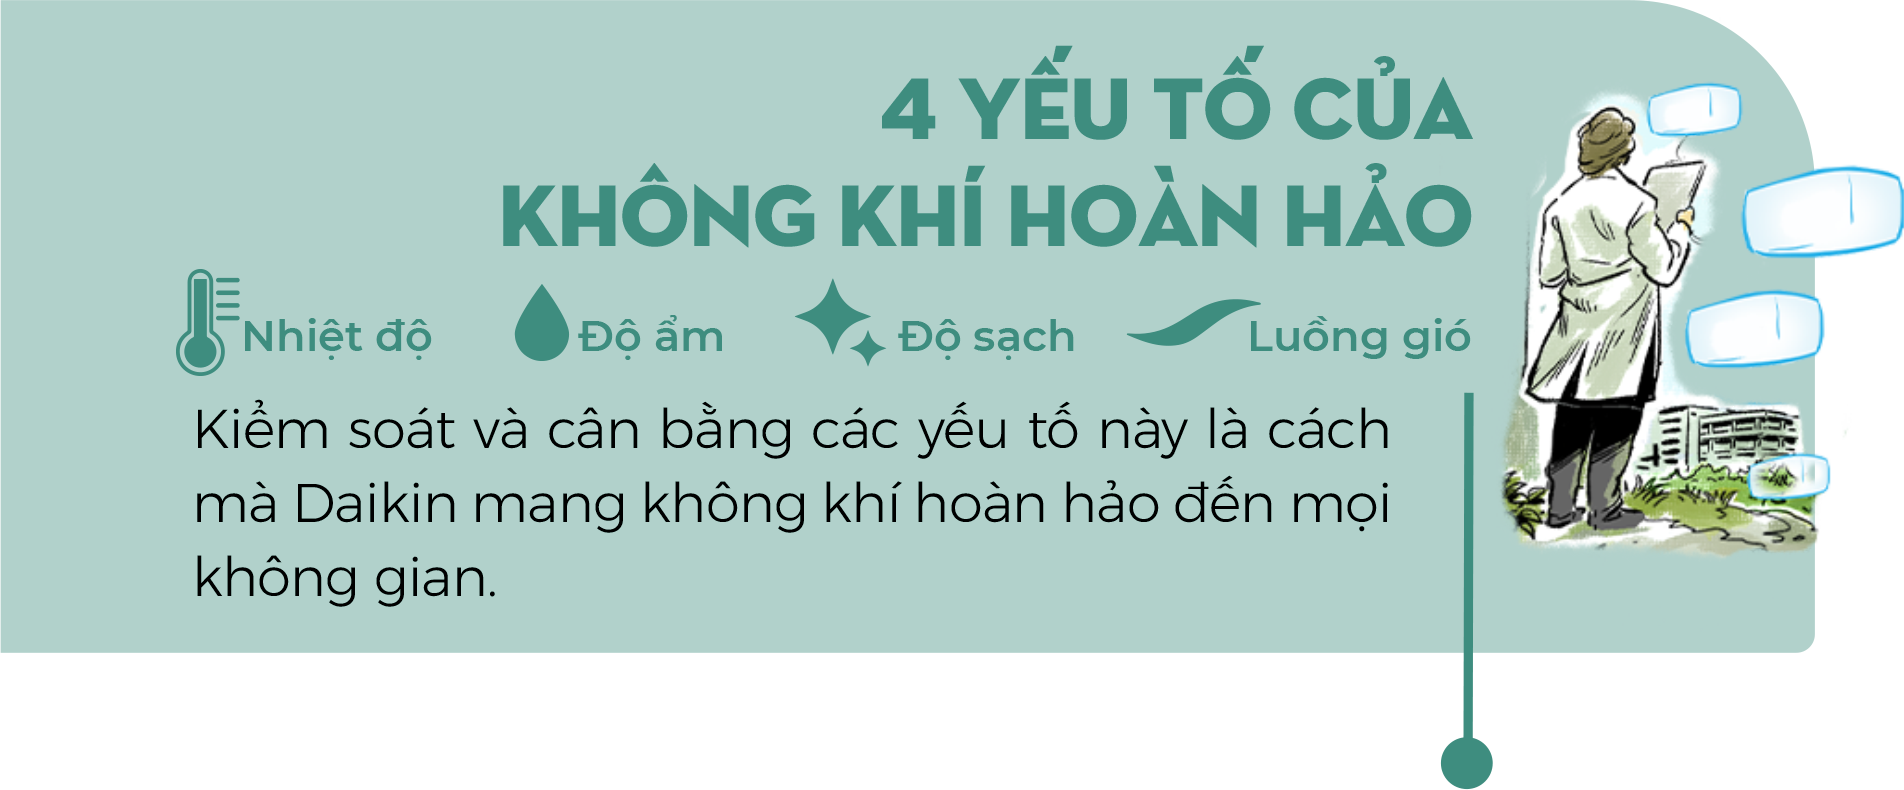 4 YẾU TỐ CỦA
KHÔNG KHÍ HOÀN HẢO
Nhiệt độ Độ ẩm Độ sạch Luồng gió
Kiểm soát và cân bằng các yếu tố này là cách
mà Daikin mang không khí hoàn hảo đến mọi
không gian.